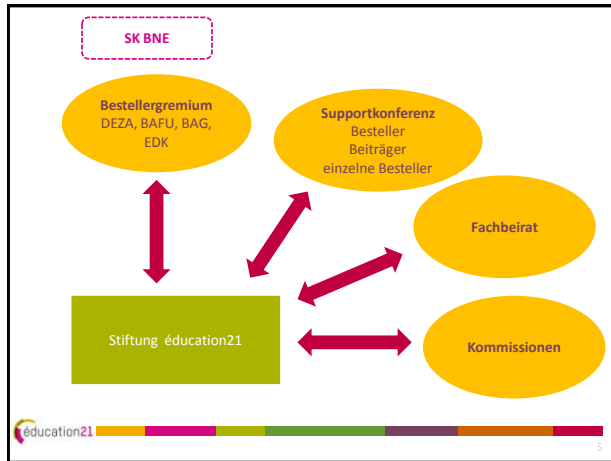 SK BNE
Bestellergremium
DEZA, BAFU, BAG,
EDK
Supportkonferenz
Besteller
Beiträger
einzelne Besteller
Fachbeirat
Stiftung éducation21
Kommissionen
éducation21
5